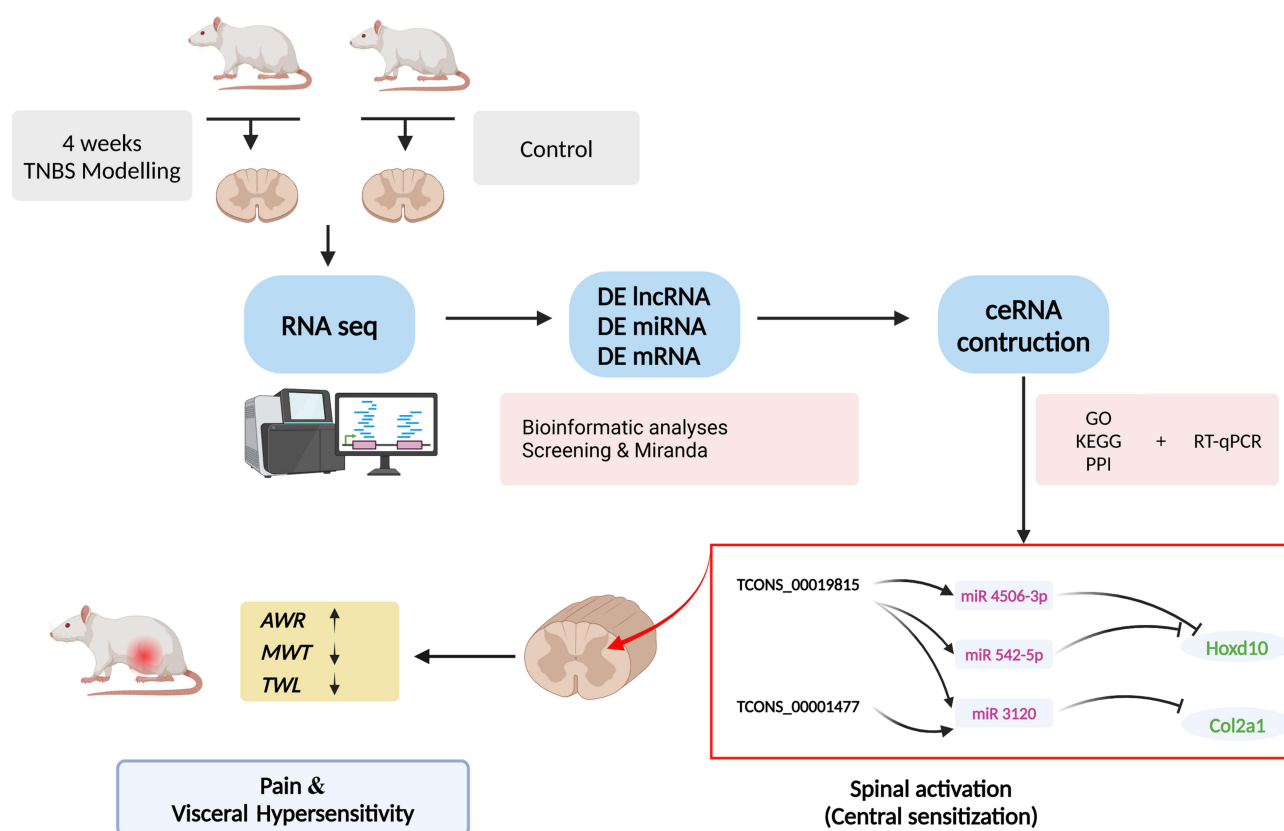 4 weeks
TNBS Modelling
Control
RNA seq
DE lncRNA
DE miRNA
DE mRNA
ceRNA
contruction
Bioinformatic analyses
Screening & Miranda
GO
KEGG + RT-qPCR
PPI
TCONS_00019815
miR 4506-3p
miR 542-5p
Hoxd10
TCONS_00001477
miR 3120
Col2a1
AWR
MWT
TWL
Pain &
Visceral Hypersensitivity
Spinal activation
(Central sensitization)